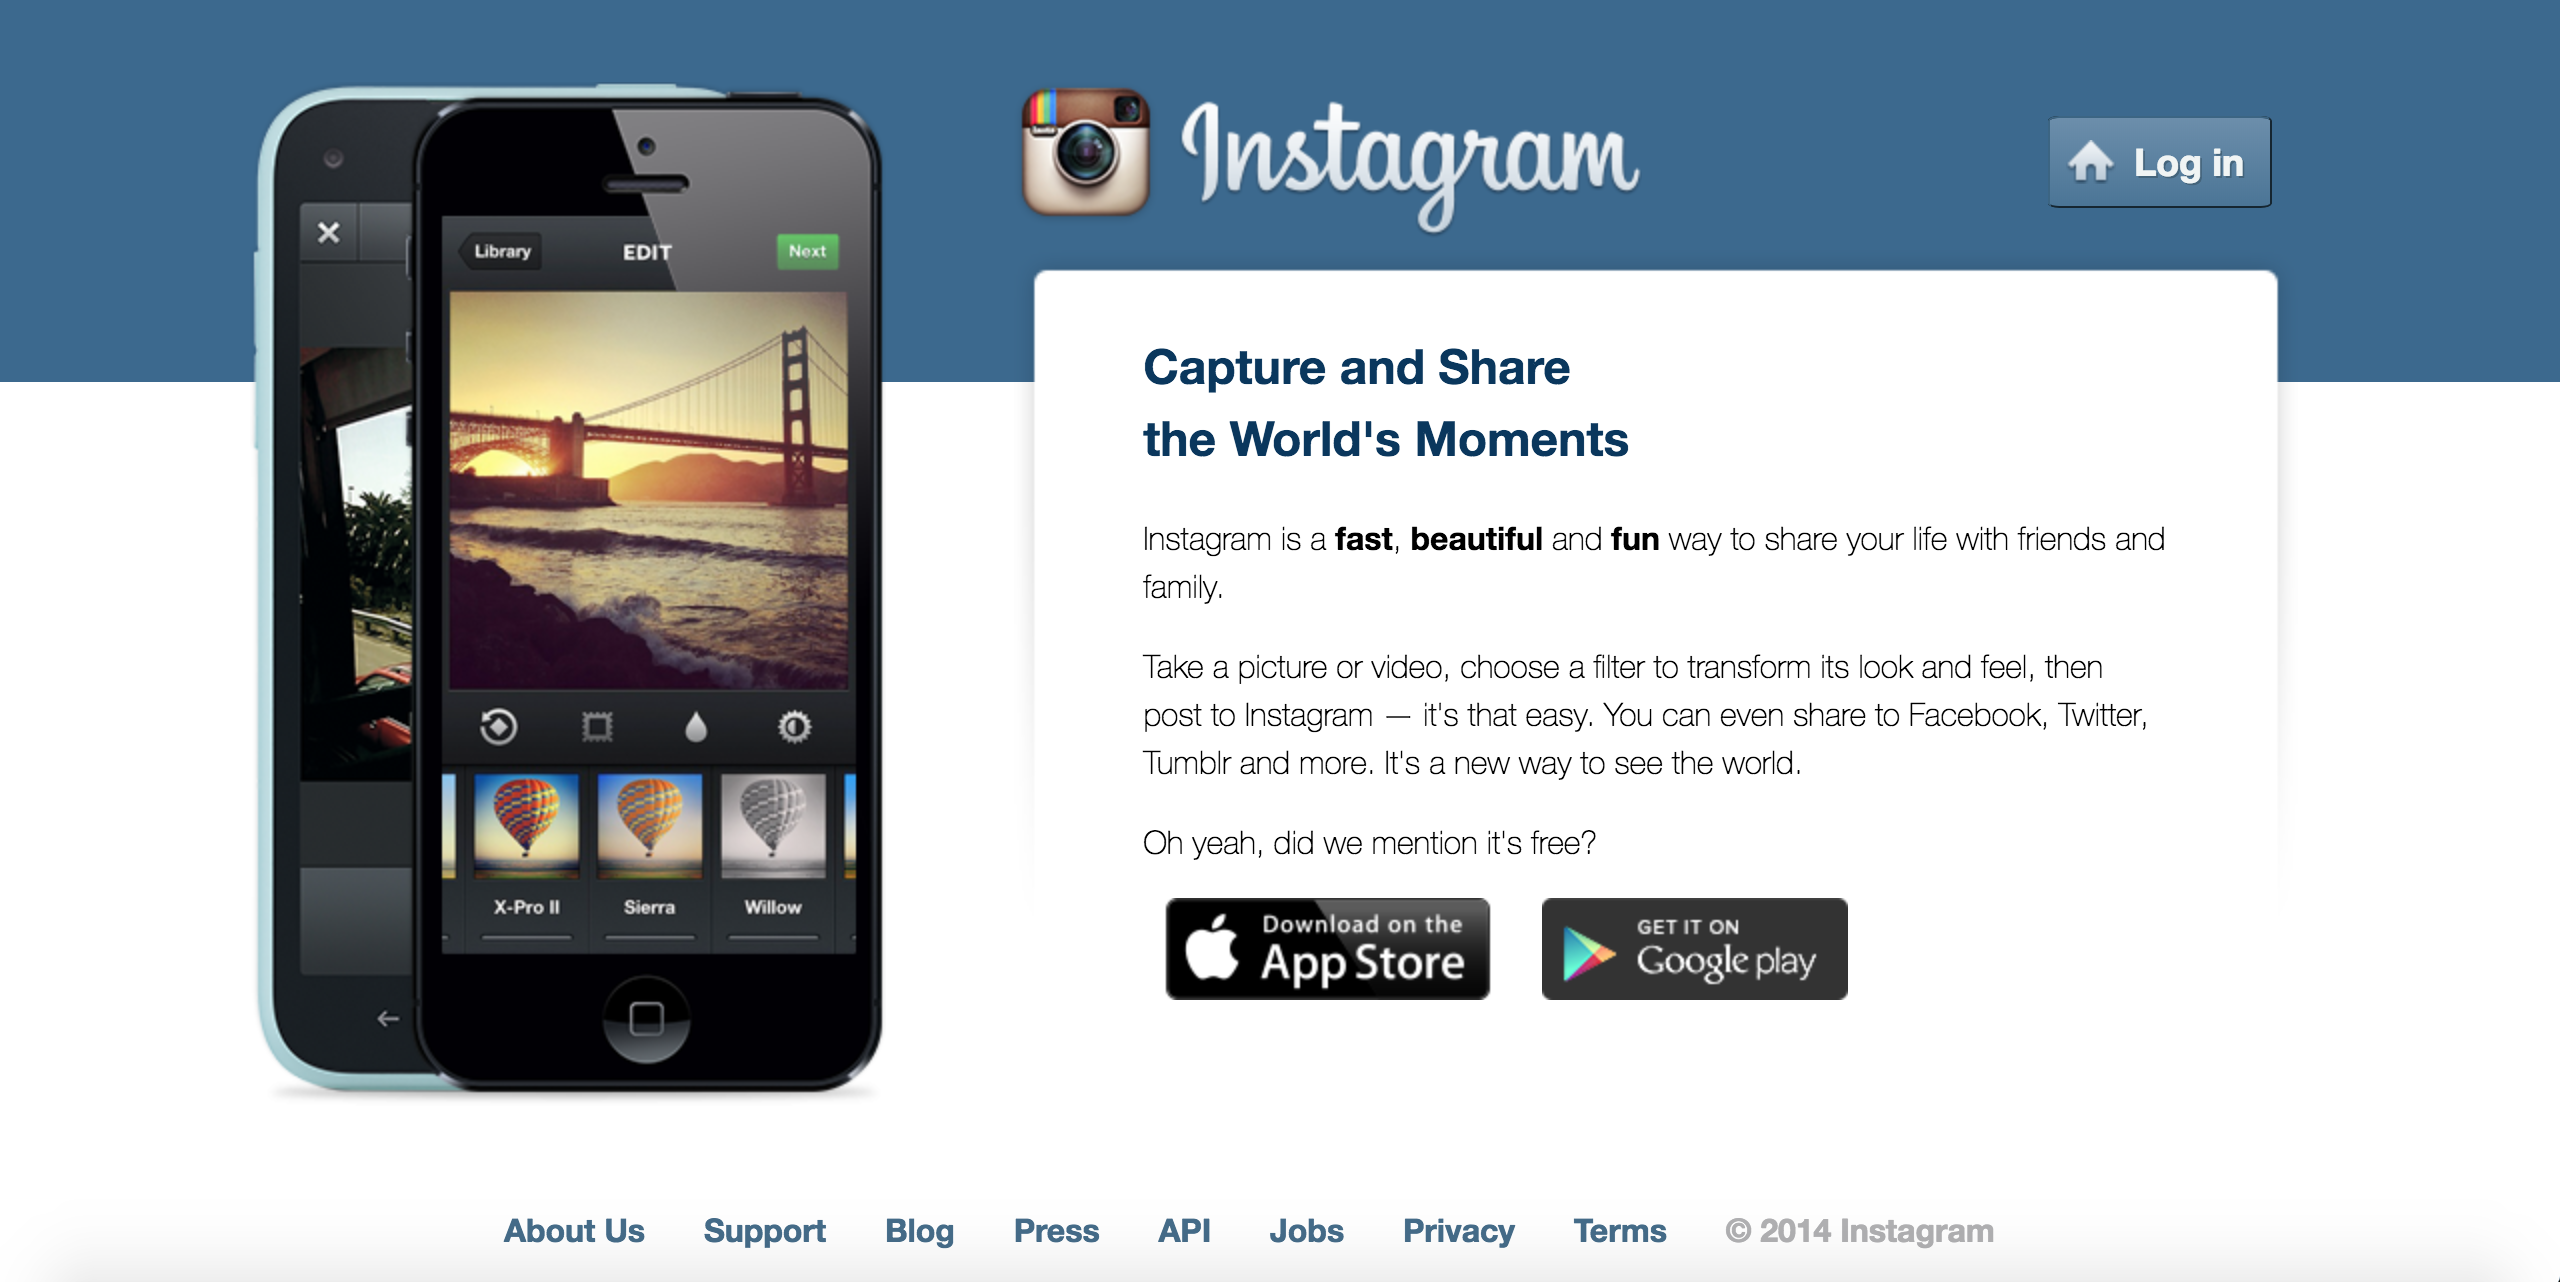 Instagram
Log in
Library
EDIT
Next
X-Pro II
Sierra
Willow
Capture and Share
the World's Moments
Instagram is a fast, beautiful and fun way to share your life with friends and
family.
Take a picture or video, choose a filter to transform its look and feel, then
post to Instagram — it's that easy. You can even share to Facebook, Twitter,
Tumblr and more. It's a new way to see the world.
Oh yeah, did we mention it's free?
Download on the
App Store
GET IT ON
Google play
About Us Support Blog Press API Jobs Privacy Terms © 2014 Instagram